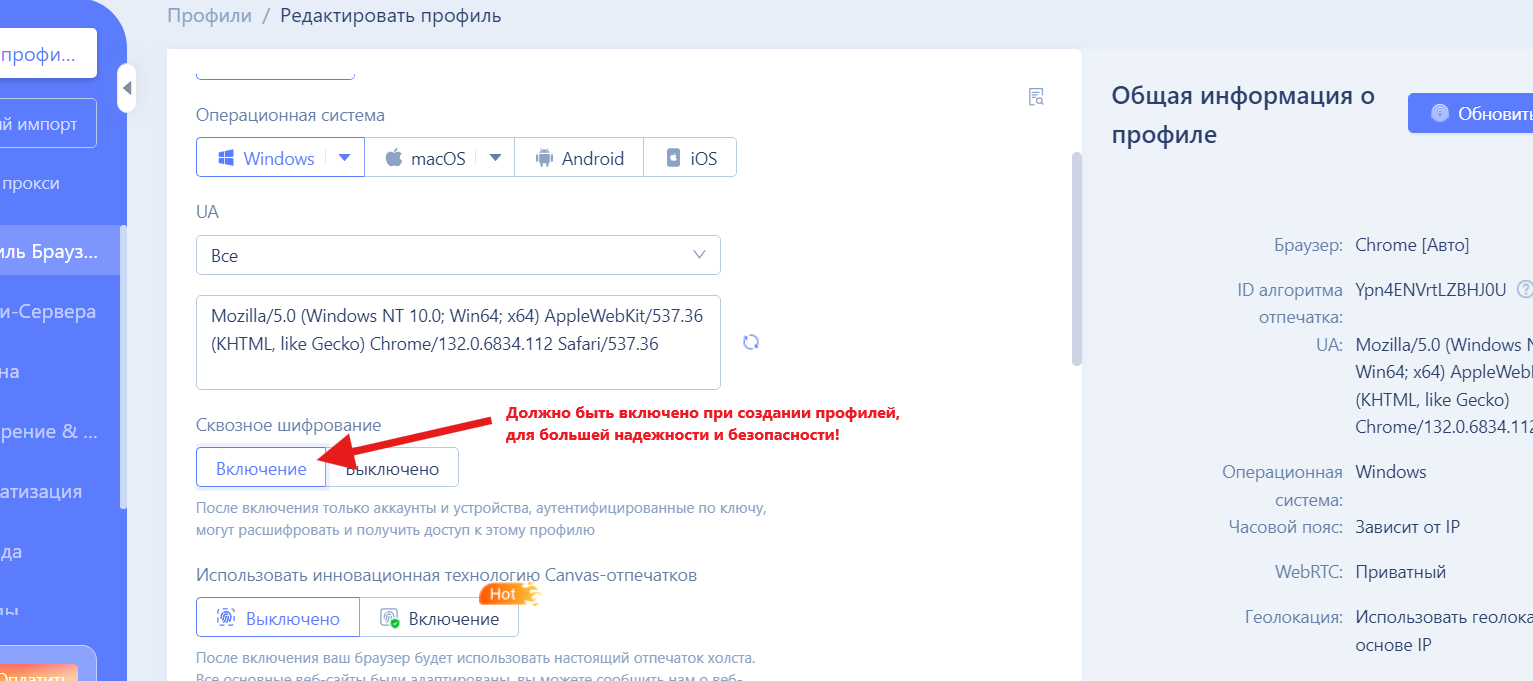 Профили / Редактировать профиль
профи...
й импорт
прокси
иль Брауз...
и-Сервера
на
рение & ...
атизация
да
ды
Оплатить
Операционная система
Windows macOS Android iOS
UA
Все
Mozilla/5.0 (Windows NT 10.0; Win64; x64) AppleWebKit/537.36
(KHTML, like Gecko) Chrome/132.0.6834.112 Safari/537.36
Должно быть включено при создании профилей,
для большей надежности и безопасности!
Сквозное шифрование
Включение Выключено
После включения только аккаунты и устройства, аутентифицированные по ключу,
могут расшифровать и получить доступ к этому профилю
Использовать инновационная технологию Canvas-отпечатков
Hot
Выключено Включение
После включения ваш браузер будет использовать настоящий отпечаток холста.
Все основные веб-сайты были адаптированы, вы можете сообщить нам о веб-
Общая информация о
профиле
Обновить
Браузер: Chrome [Авто]
ID алгоритма Ypn4ENVrtLZBHJ0U
отпечатка:
UA: Mozilla/5.0 (Windows N
Win64; x64) AppleWebK
(KHTML, like Gecko)
Chrome/132.0.6834.112
Операционная Windows
система:
Часовой пояс: Зависит от IP
WebRTC: Приватный
Геолокация: Использовать геолока
основе IP